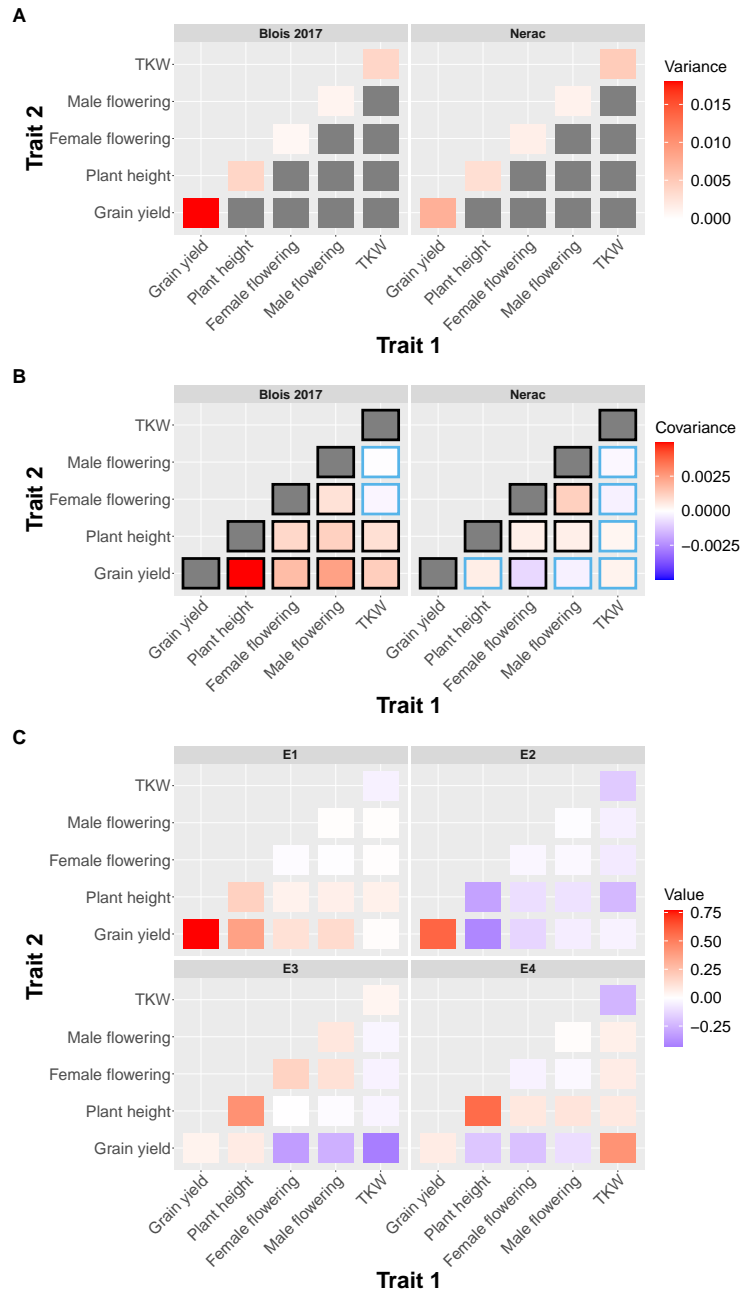 A
Blois 2017
Nerac
TKW
Male flowering
Female flowering
Plant height
Grain yield
Trait 2
Grain yield
Plant height
Female flowering
Male flowering
TKW
Grain yield
Plant height
Female flowering
Male flowering
TKW
Trait 1
Variance
0.015
0.010
0.005
0.000
B
Blois 2017
Nerac
TKW
Male flowering
Female flowering
Plant height
Grain yield
Trait 2
Grain yield
Plant height
Female flowering
Male flowering
TKW
Grain yield
Plant height
Female flowering
Male flowering
TKW
Trait 1
Covariance
0.0025
0.0000
−0.0025
C
E1
E2
TKW
Male flowering
Female flowering
Plant height
Grain yield
Trait 2
E3
E4
TKW
Male flowering
Female flowering
Plant height
Grain yield
Grain yield
Plant height
Female flowering
Male flowering
TKW
Grain yield
Plant height
Female flowering
Male flowering
TKW
Trait 1
Value
0.75
0.50
0.25
0.00
−0.25